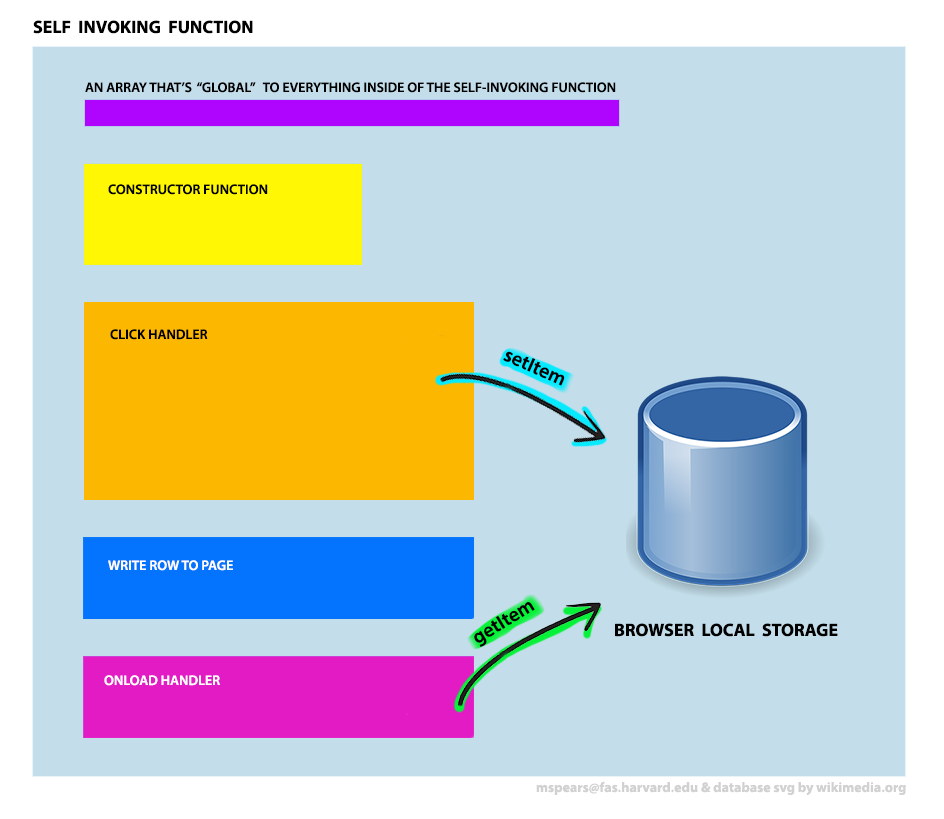 SELF INVOKING FUNCTION
AN ARRAY THAT'S “GLOBAL” TO EVERYTHING INSIDE OF THE SELF-INVOKING FUNCTION
CONSTRUCTOR FUNCTION
CLICK HANDLER
setItem
WRITE ROW TO PAGE
getItem
BROWSER LOCAL STORAGE
ONLOAD HANDLER
mspears@fas.harvard.edu & database svg by wikimedia.org